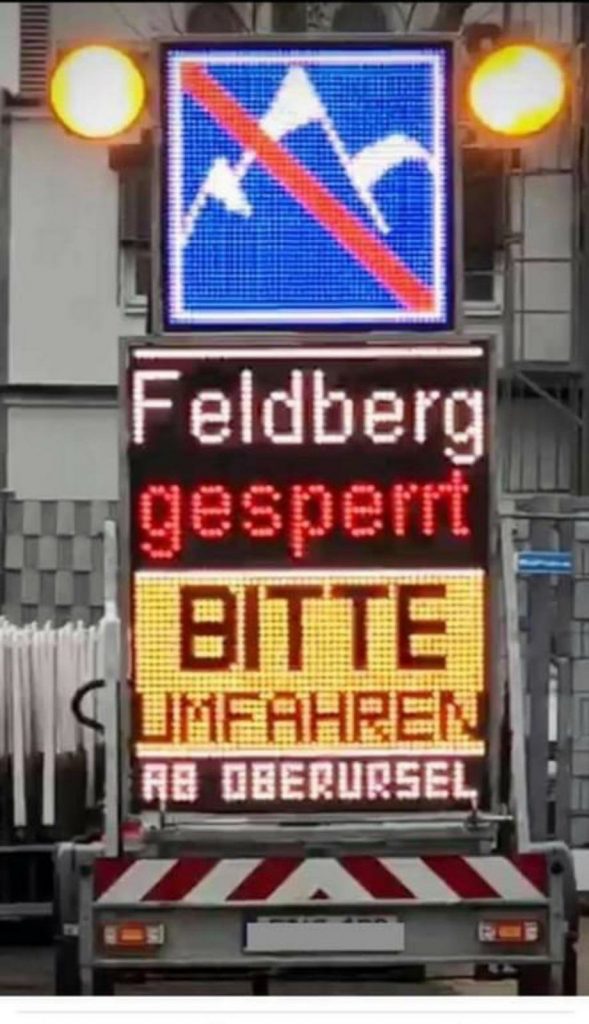 Feldberg
gesperrt
BITTE
UMFAHREN
AB OBERURSEL